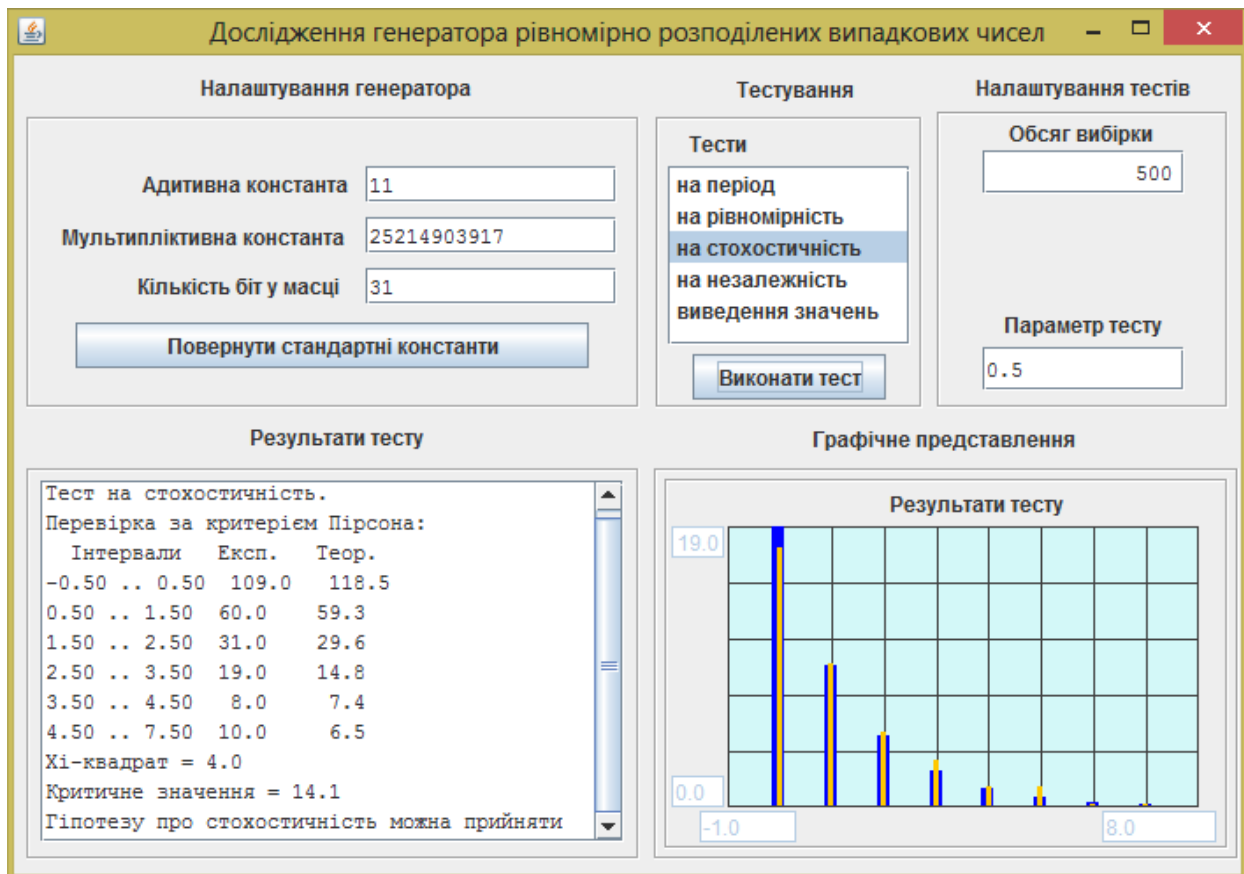 Дослідження генератора рівномірно розподілених випадкових чисел
Налаштування генератора
Адитивна константа 11
Мультипліктивна константа 25214903917
Кількість біт у масці 31
Повернути стандартні константи
Тестування
Тести
на період
на рівномірність
на стохостичність
на незалежність
виведення значень
Виконати тест
Налаштування тестів
Обсяг вибірки
500
Параметр тесту
0.5
Результати тесту
Тест на стохостичність.
Перевірка за критерієм Пірсона:
Інтервали Експ. Теор.
-0.50 .. 0.50 109.0 118.5
0.50 .. 1.50 60.0 59.3
1.50 .. 2.50 31.0 29.6
2.50 .. 3.50 19.0 14.8
3.50 .. 4.50 8.0 7.4
4.50 .. 7.50 10.0 6.5
Хі-квадрат = 4.0
Критичне значення = 14.1
Гіпотезу про стохостичність можна прийняти
Графічне представлення
Результати тесту
19.0
0.0
-1.0 8.0